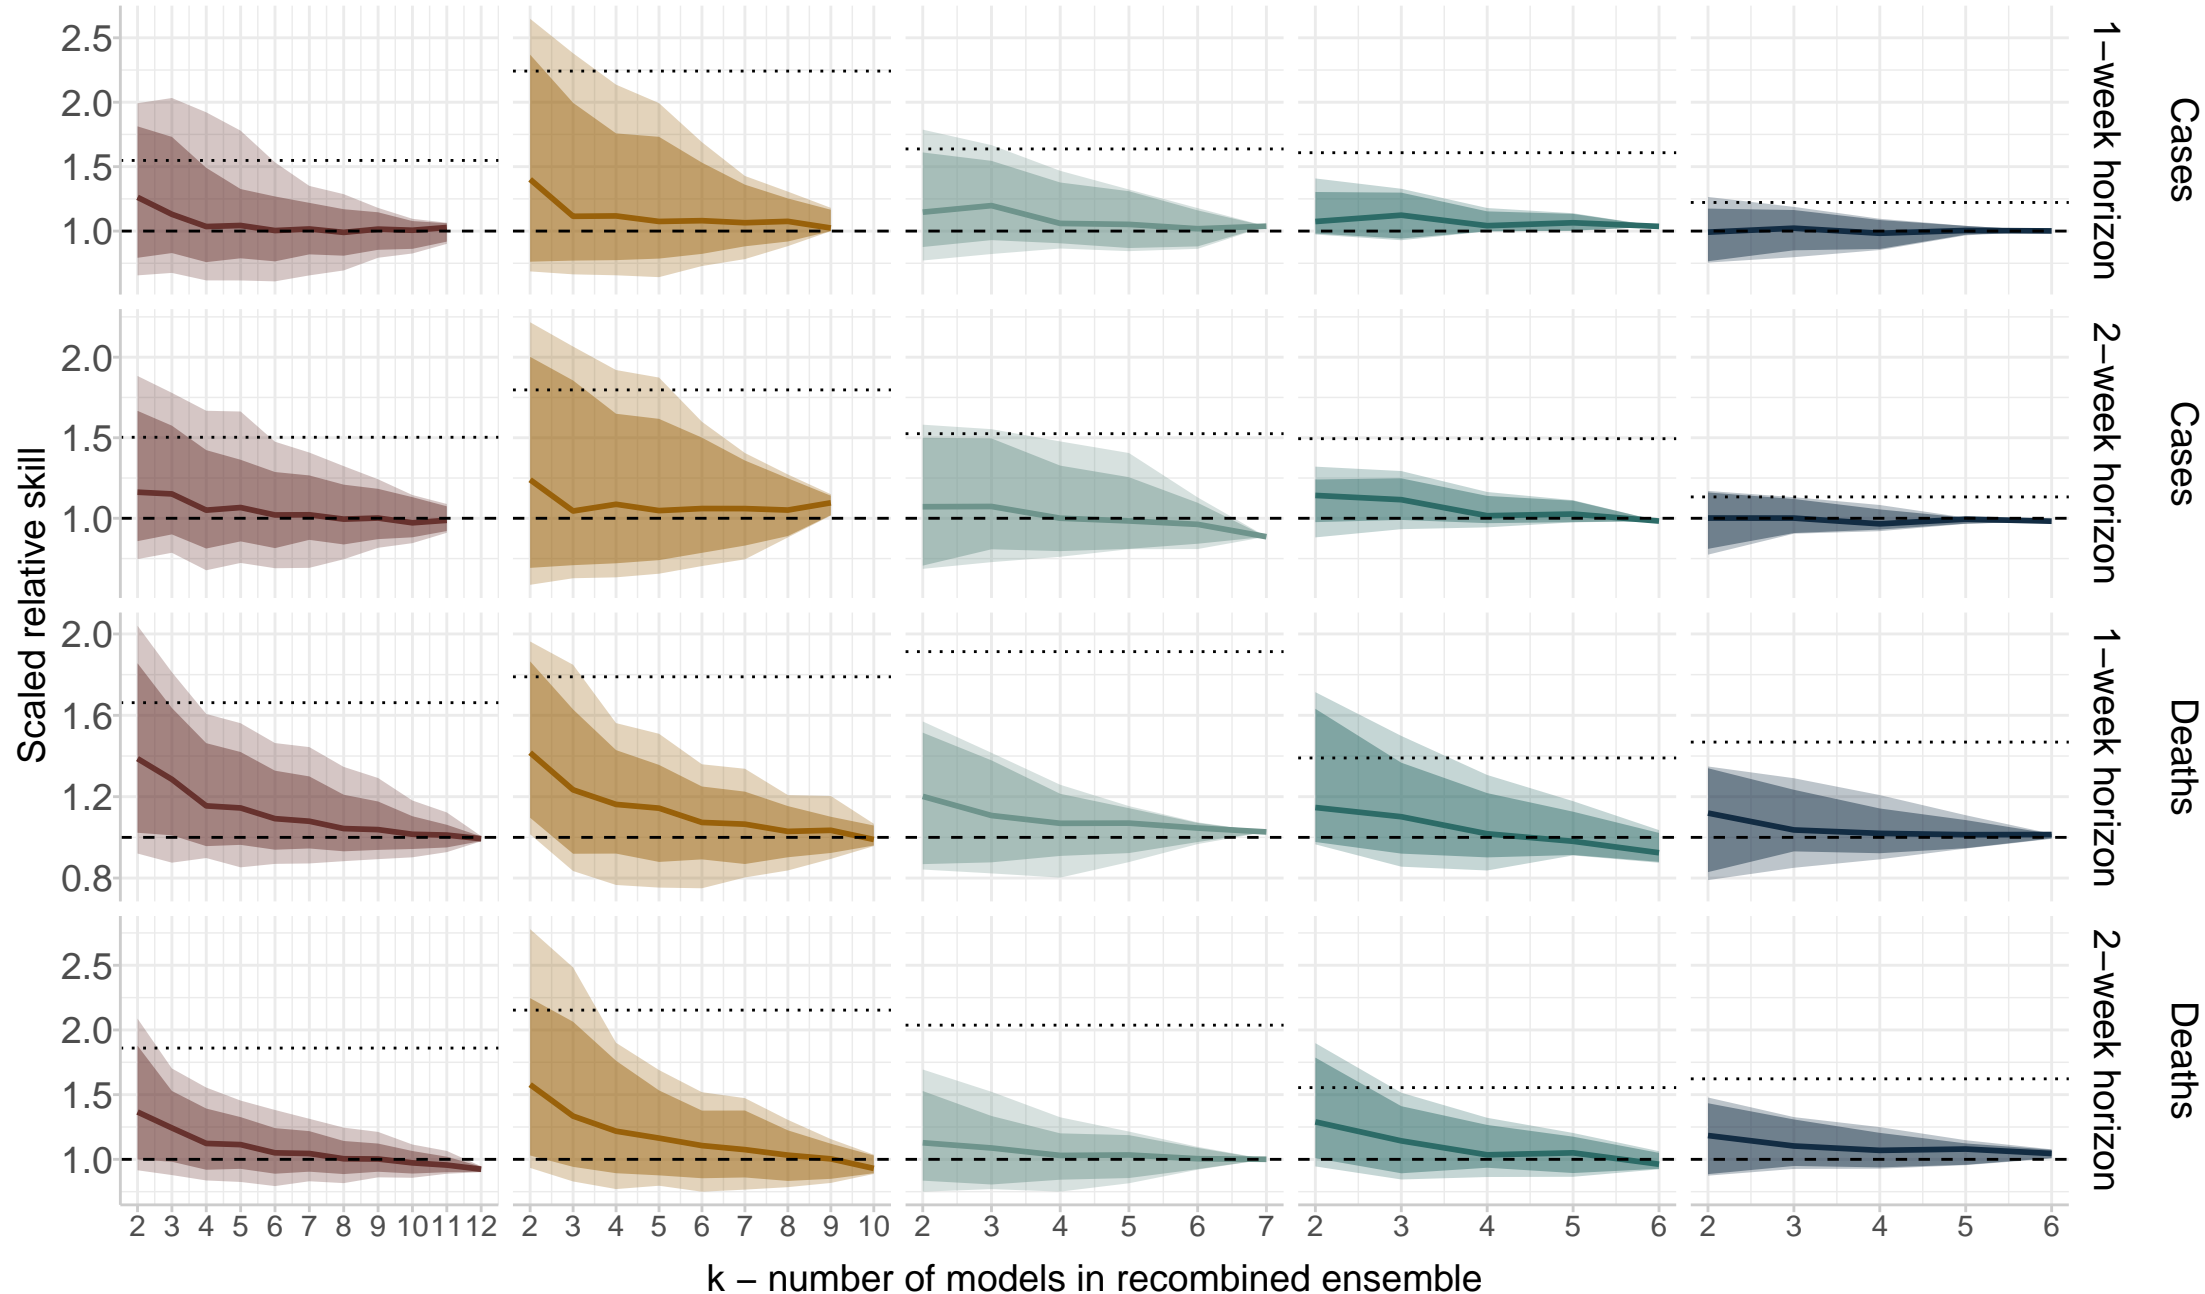 Scaled relative skill
2.5
2.0
1.5
1.0
1−week horizon
Cases
2.0
1.5
1.0
2−week horizon
Cases
2.0
1.6
1.2
0.8
1−week horizon
Deaths
2.5
2.0
1.5
1.0
2−week horizon
Deaths
2 3 4 5 6 7 8 9 10 11 12
2 3 4 5 6 7 8 9 10
2 3 4 5 6 7
2 3 4 5 6
2 3 4 5 6
k − number of models in recombined ensemble